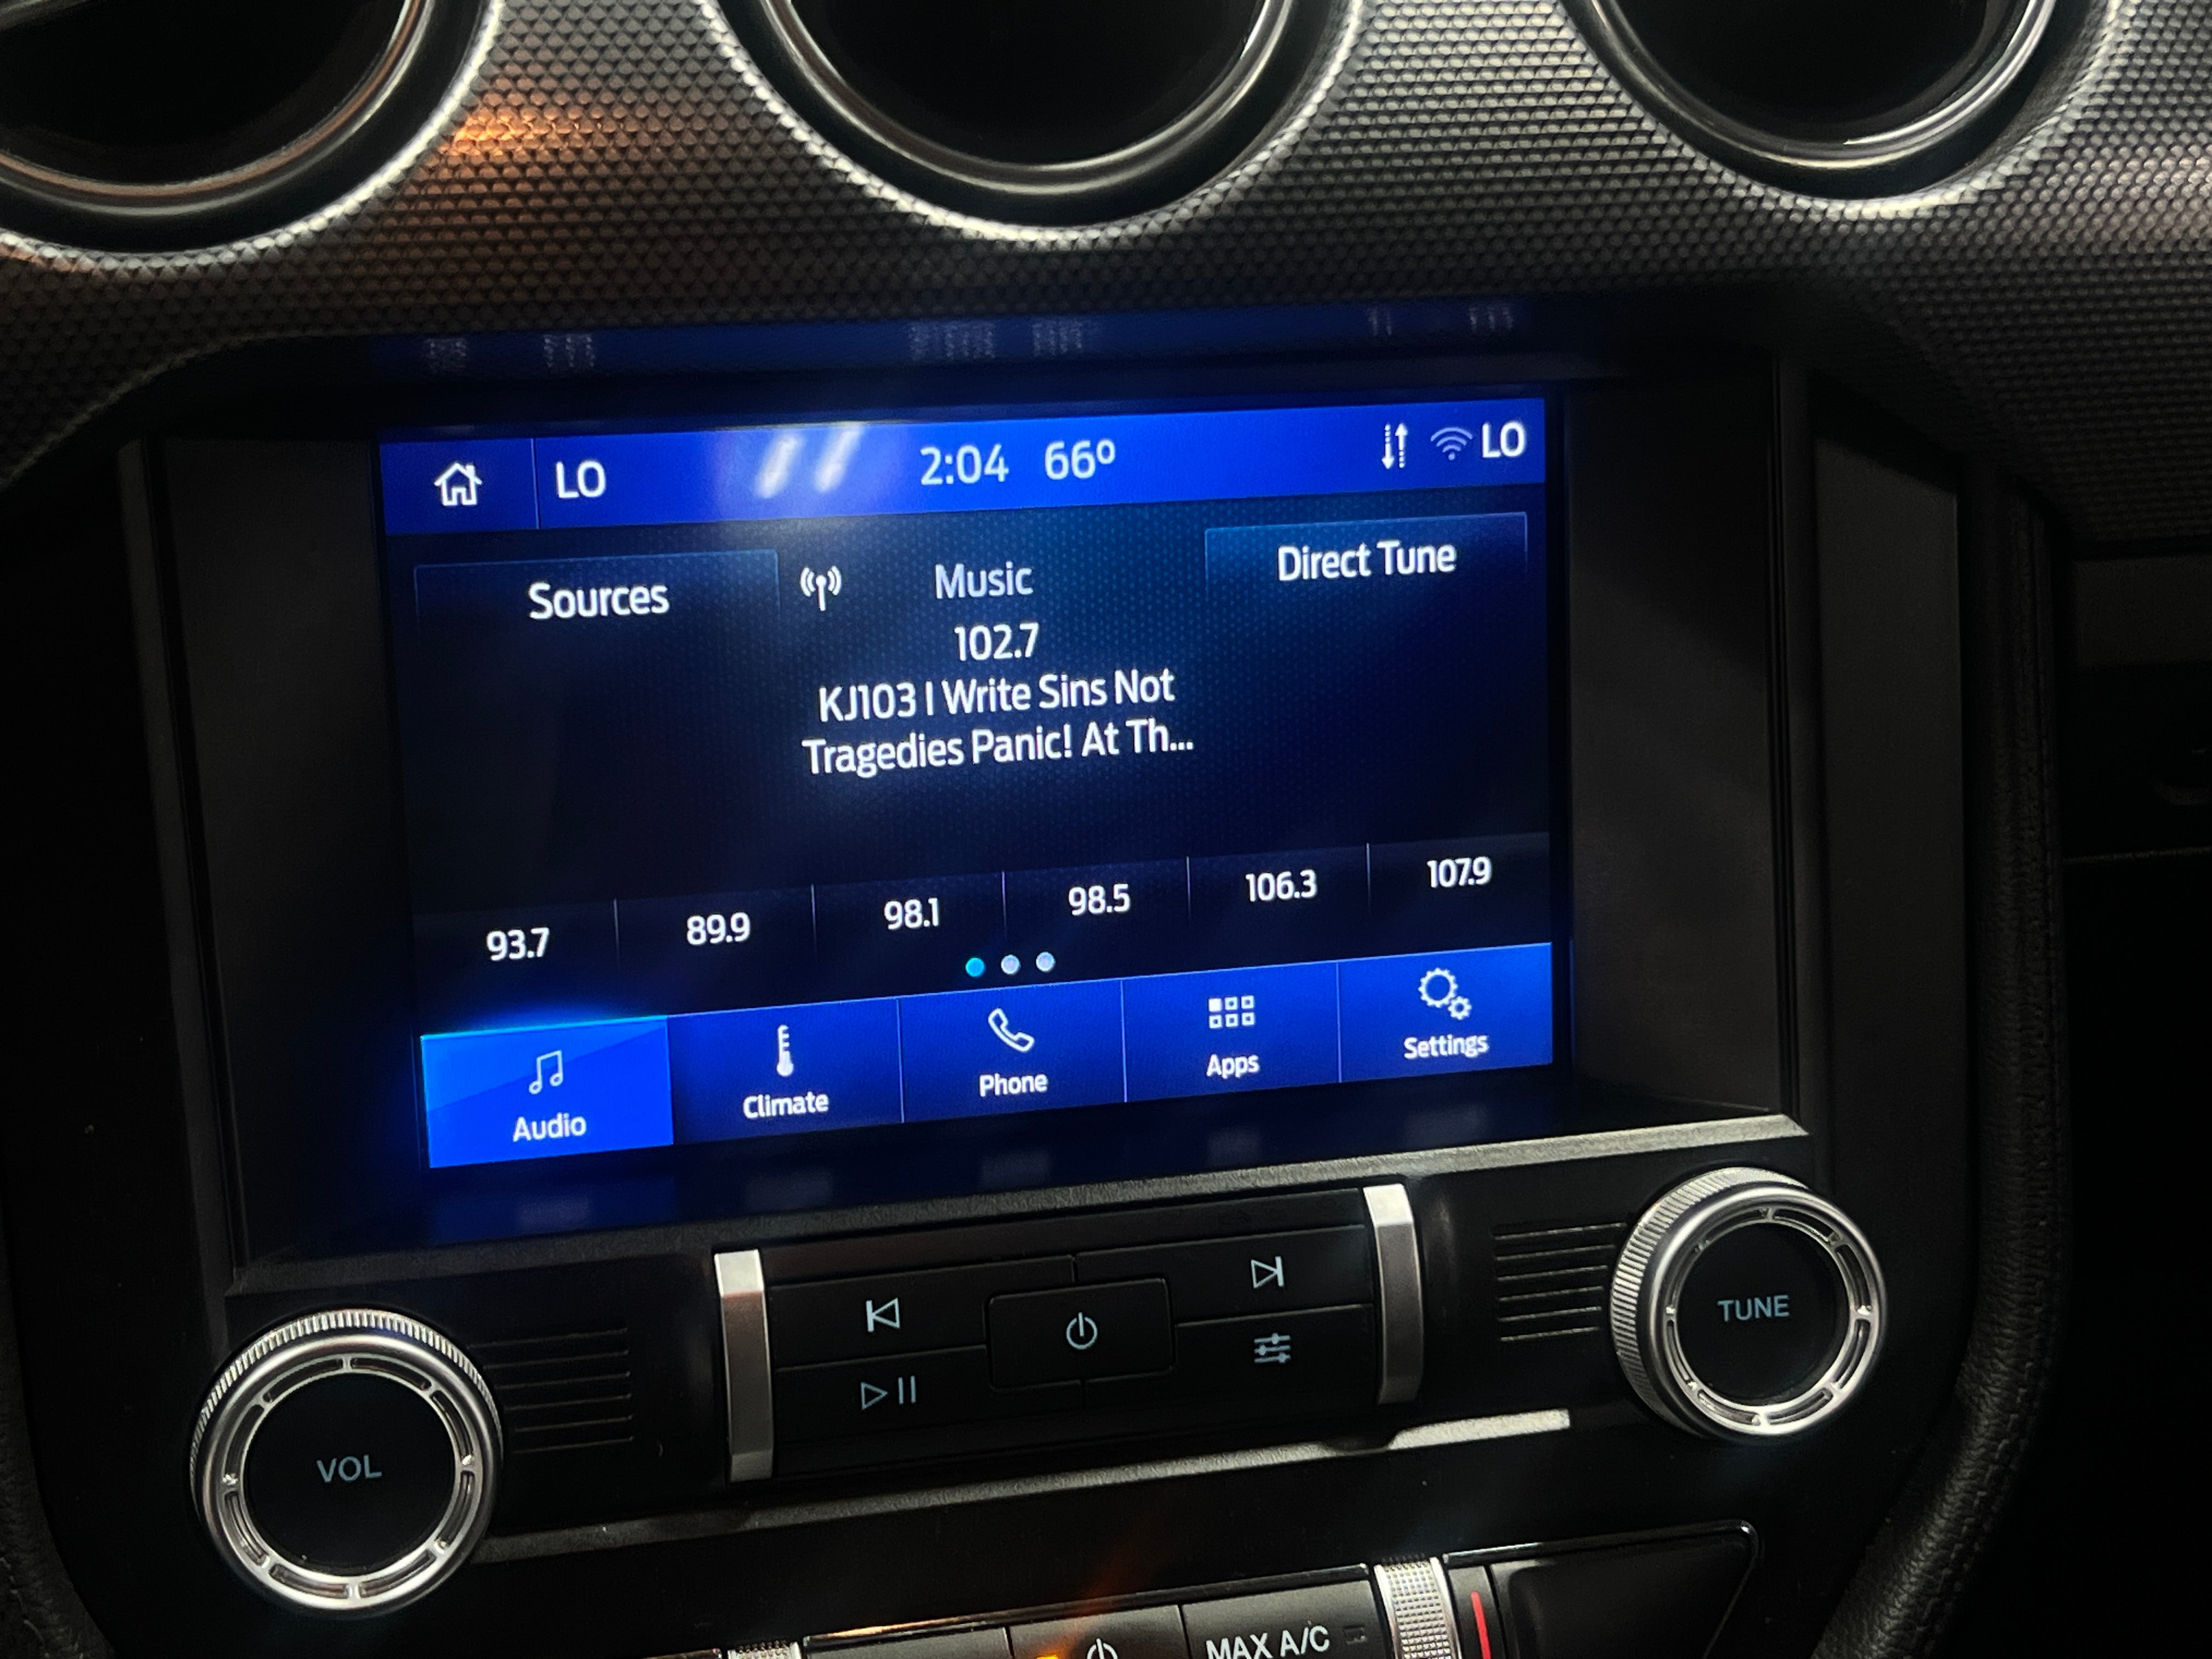 LO 2:04 66º LO
Sources Music Direct Tune
102.7
KJ103 I Write Sins Not
Tragedies Panic! At Th...
93.7 89.9 98.1 98.5 106.3 107.9
Audio Climate Phone Apps Settings
VOL TUNE
MAX A/C